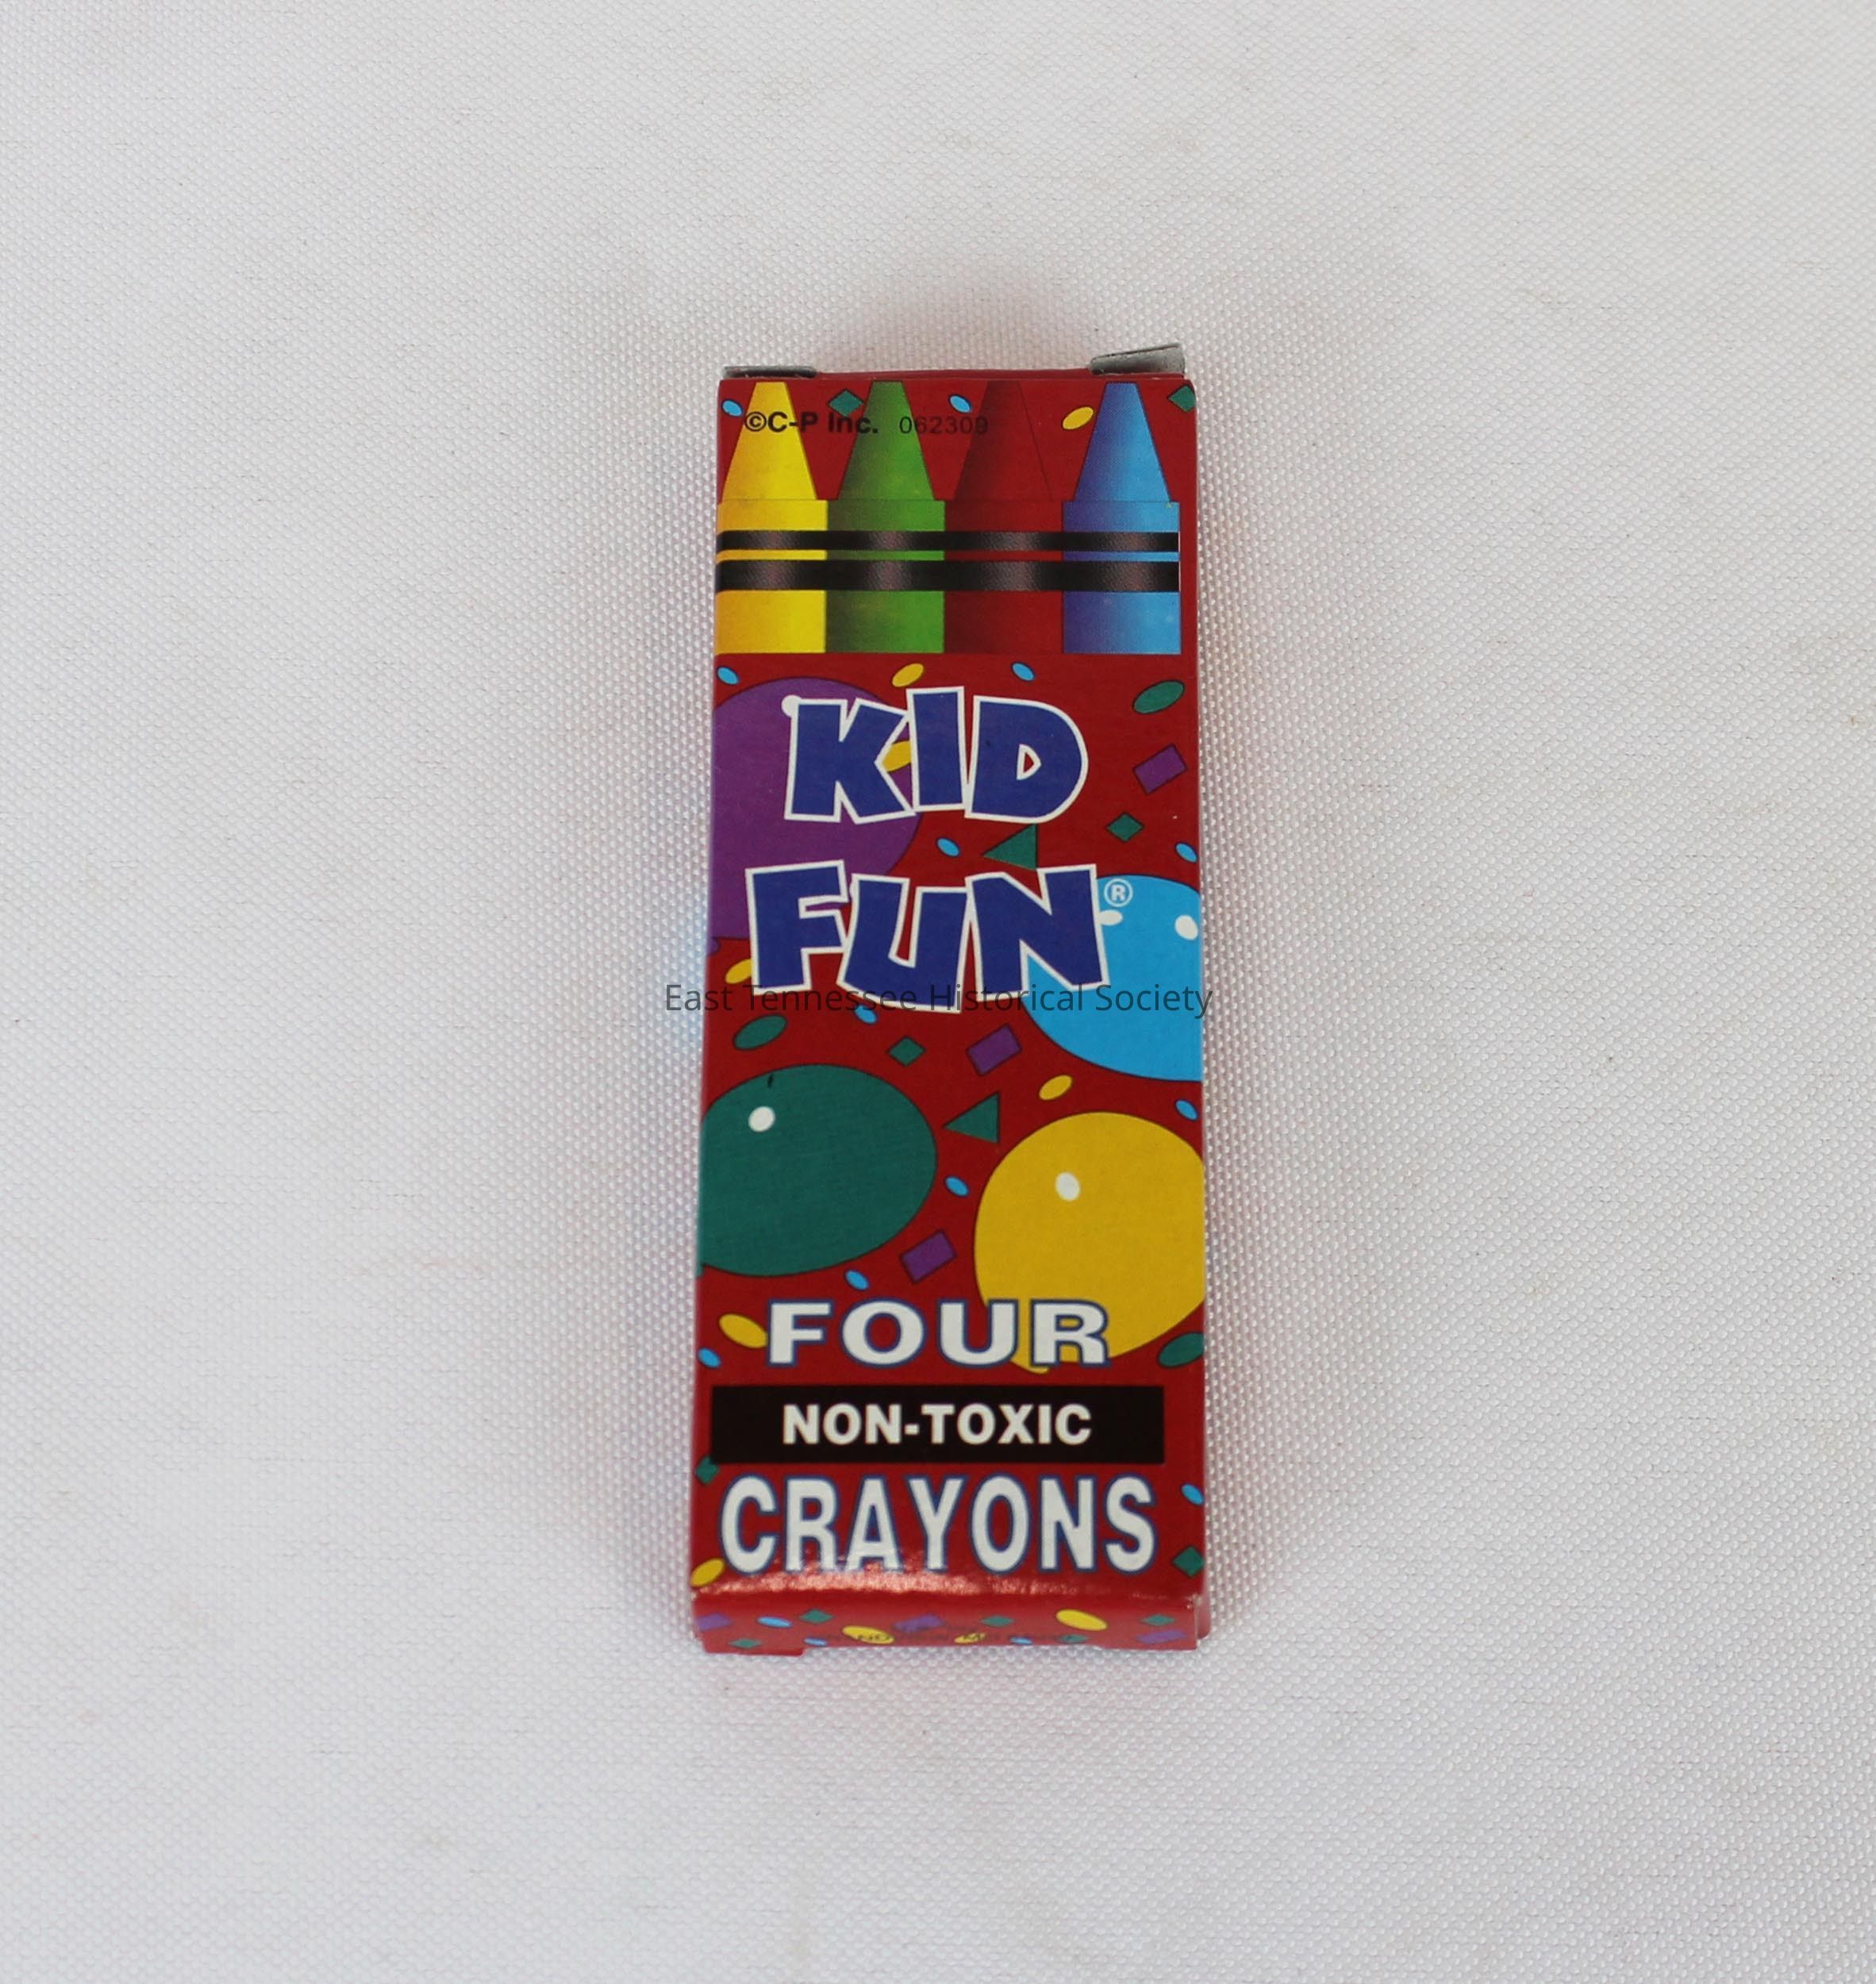 ©C-P Inc. 062309
KID
FUN®
East Tennessee Historical Society
FOUR
NON-TOXIC
CRAYONS